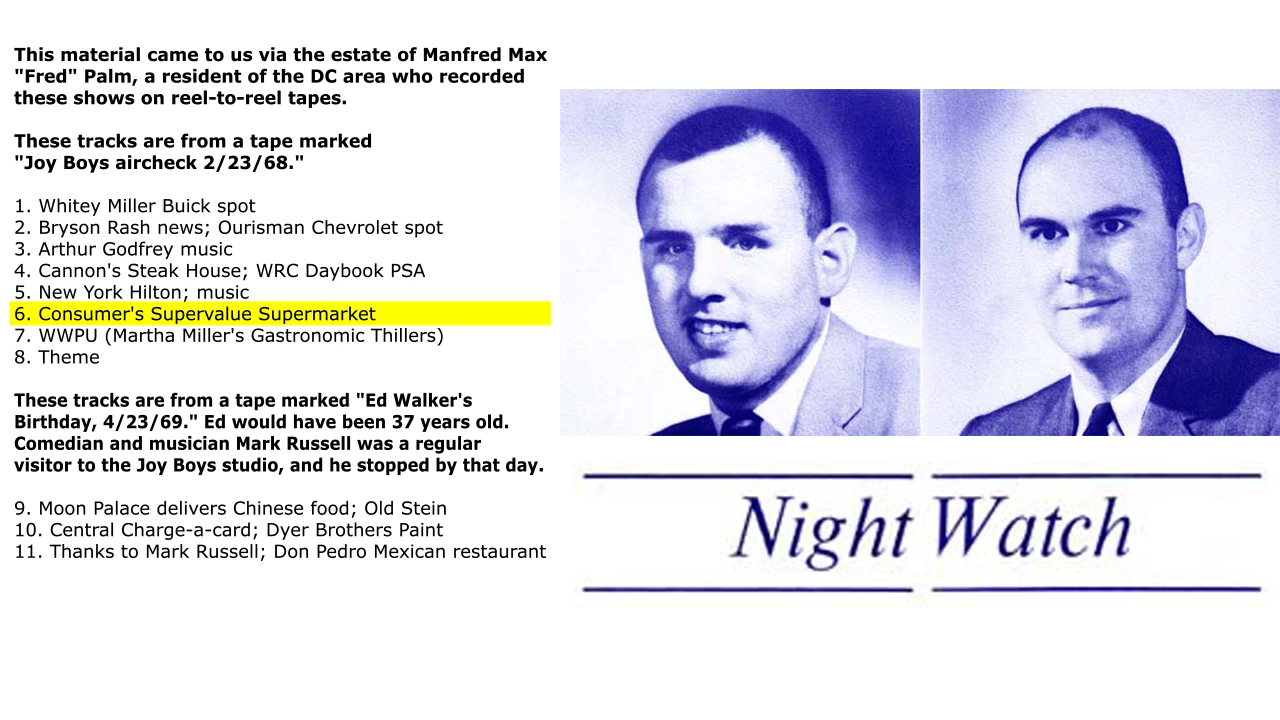 This material came to us via the estate of Manfred Max
"Fred" Palm, a resident of the DC area who recorded
these shows on reel-to-reel tapes.
These tracks are from a tape marked
"Joy Boys aircheck 2/23/68."
1. Whitey Miller Buick spot
2. Bryson Rash news; Ourisman Chevrolet spot
3. Arthur Godfrey music
4. Cannon's Steak House; WRC Daybook PSA
5. New York Hilton; music
6. Consumer's Supervalue Supermarket
7. WWPU (Martha Miller's Gastronomic Thillers)
8. Theme
These tracks are from a tape marked "Ed Walker's
Birthday, 4/23/69." Ed would have been 37 years old.
Comedian and musician Mark Russell was a regular
visitor to the Joy Boys studio, and he stopped by that day.
9. Moon Palace delivers Chinese food; Old Stein
10. Central Charge-a-card; Dyer Brothers Paint
11. Thanks to Mark Russell; Don Pedro Mexican restaurant
Night Watch